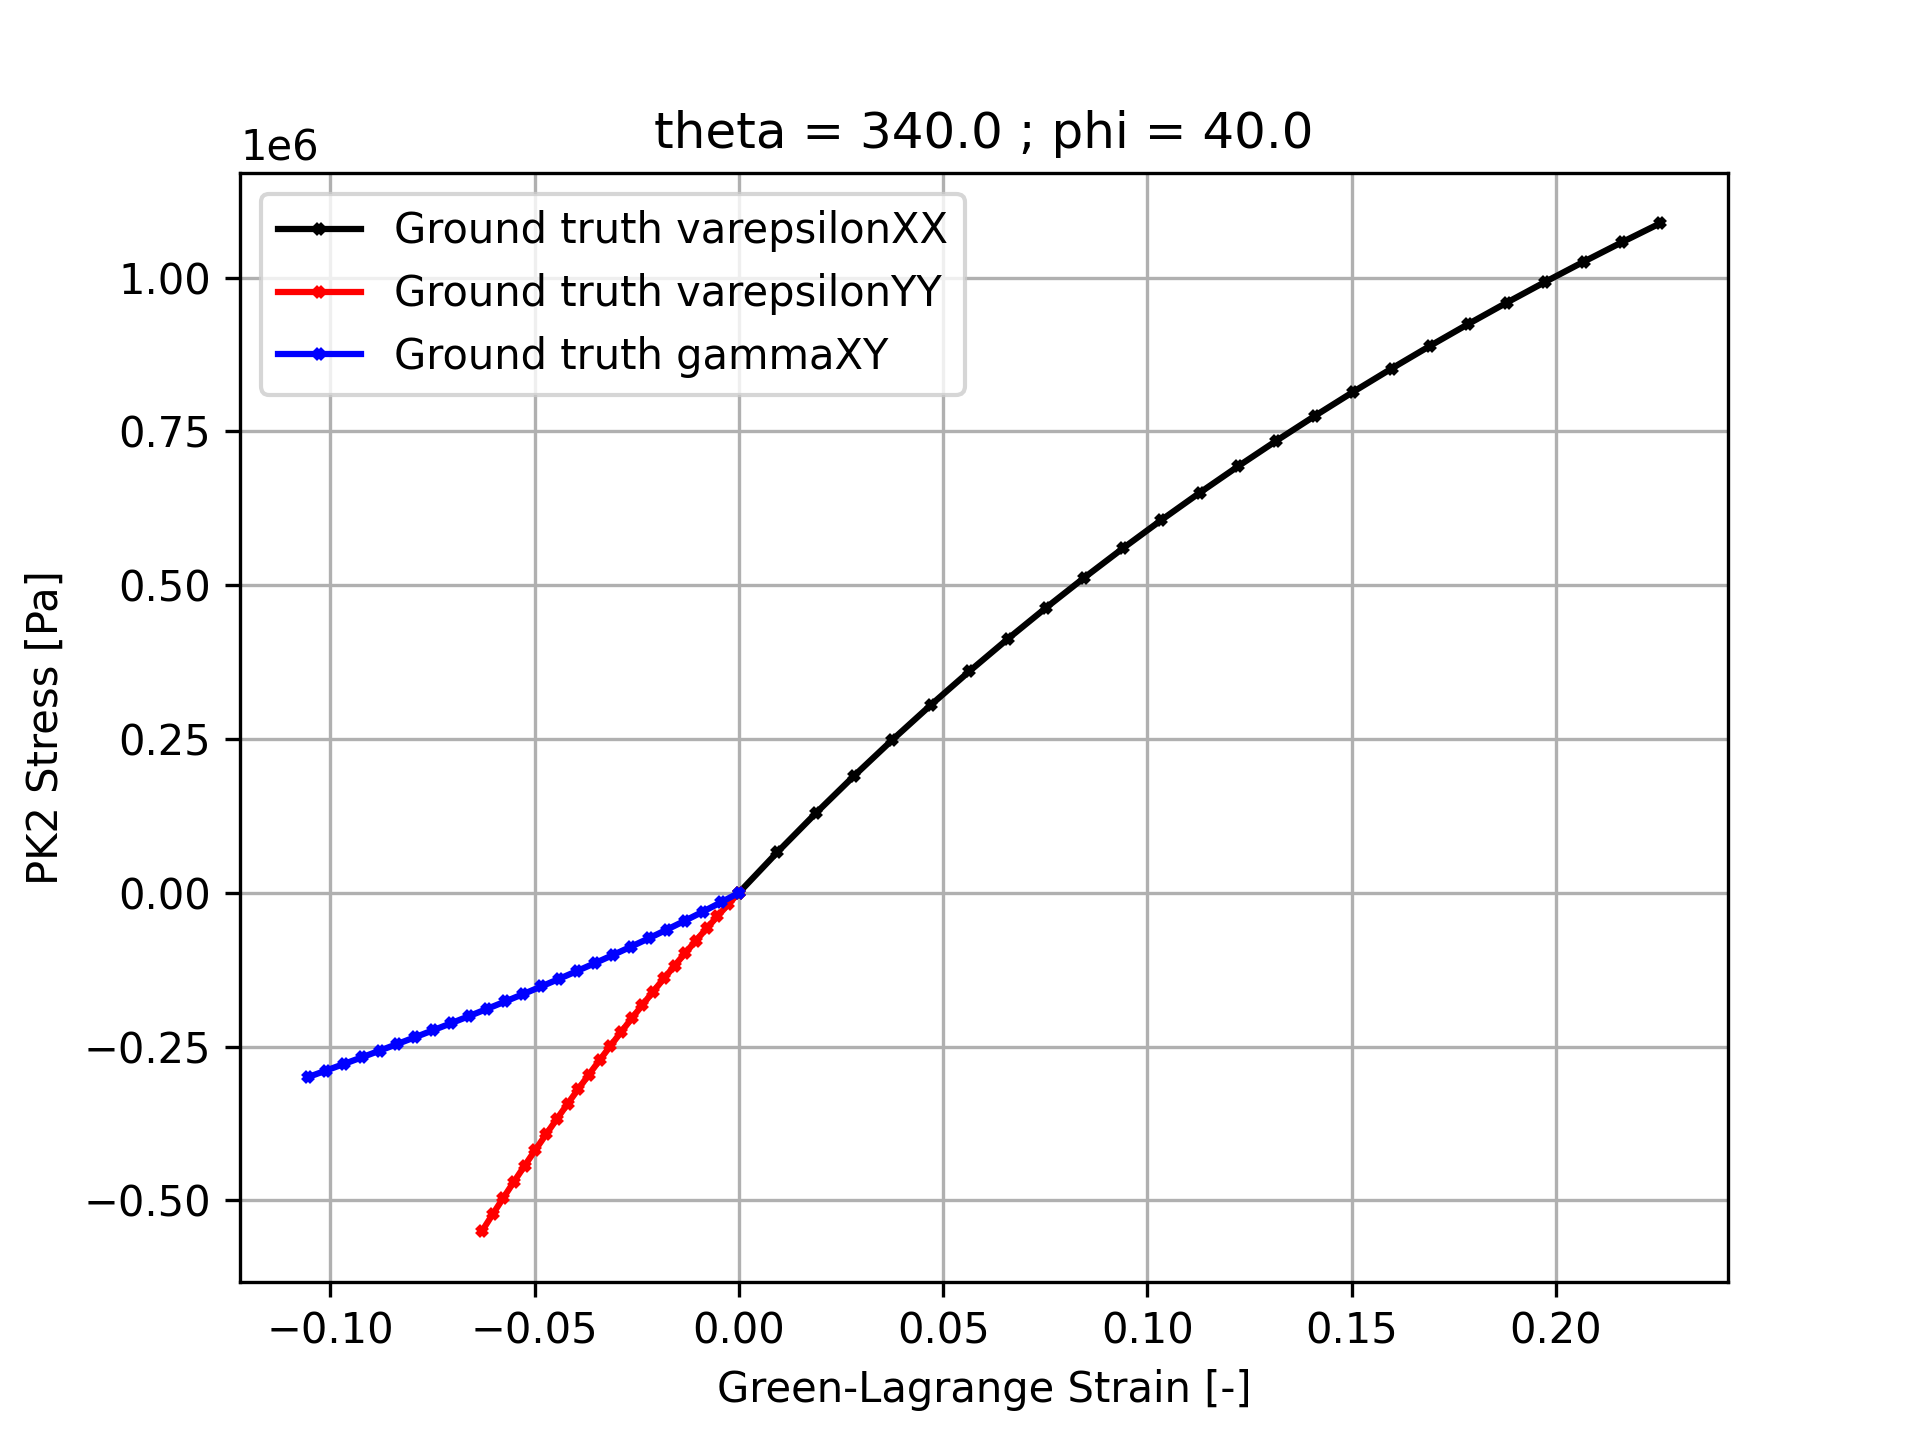 theta = 340.0 ; phi = 40.0
1e6
Ground truth varepsilonXX
Ground truth varepsilonYY
Ground truth gammaXY
1.00
0.75
0.50
0.25
0.00
−0.25
−0.50
PK2 Stress [Pa]
−0.10 −0.05 0.00 0.05 0.10 0.15 0.20
Green-Lagrange Strain [-]